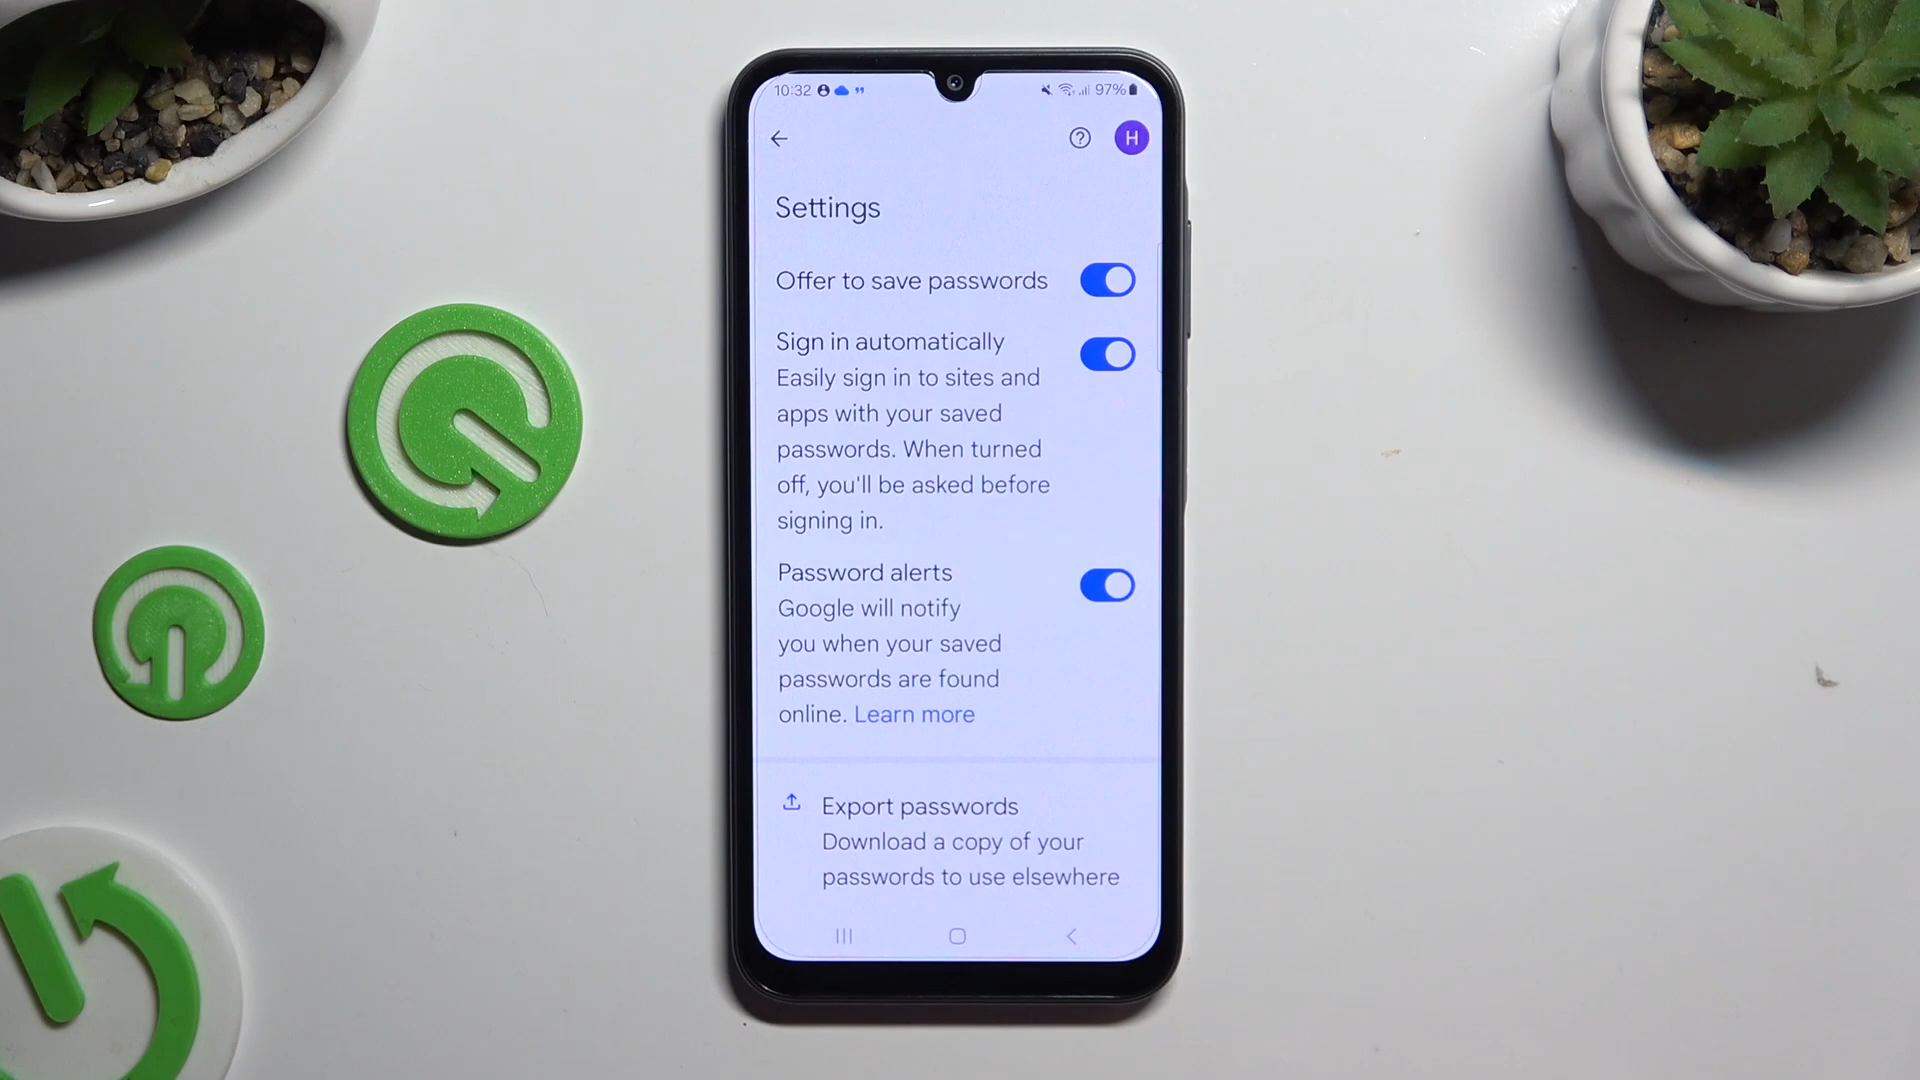 10:32 97%
H
Settings
Offer to save passwords
Sign in automatically
Easily sign in to sites and
apps with your saved
passwords. When turned
off, you'll be asked before
signing in.
Password alerts
Google will notify
you when your saved
passwords are found
online. Learn more
Export passwords
Download a copy of your
passwords to use elsewhere